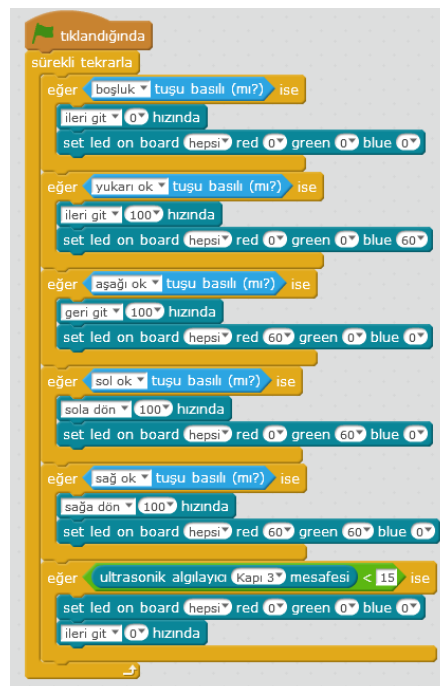 tıklandığında
sürekli tekrarla
eğer boşluk tuşu basılı (mı?) ise
ileri git 0 hızında
set led on board hepsi red 0 green 0 blue 0
eğer yukarı ok tuşu basılı (mı?) ise
ileri git 100 hızında
set led on board hepsi red 0 green 0 blue 60
eğer aşağı ok tuşu basılı (mı?) ise
geri git 100 hızında
set led on board hepsi red 60 green 0 blue 0
eğer sol ok tuşu basılı (mı?) ise
sola dön 100 hızında
set led on board hepsi red 0 green 60 blue 0
eğer sağ ok tuşu basılı (mı?) ise
sağa dön 100 hızında
set led on board hepsi red 60 green 60 blue 0
eğer ultrasonik algılayıcı Kapı 3 mesafesi < 15 ise
set led on board hepsi red 0 green 0 blue 0
ileri git 0 hızında